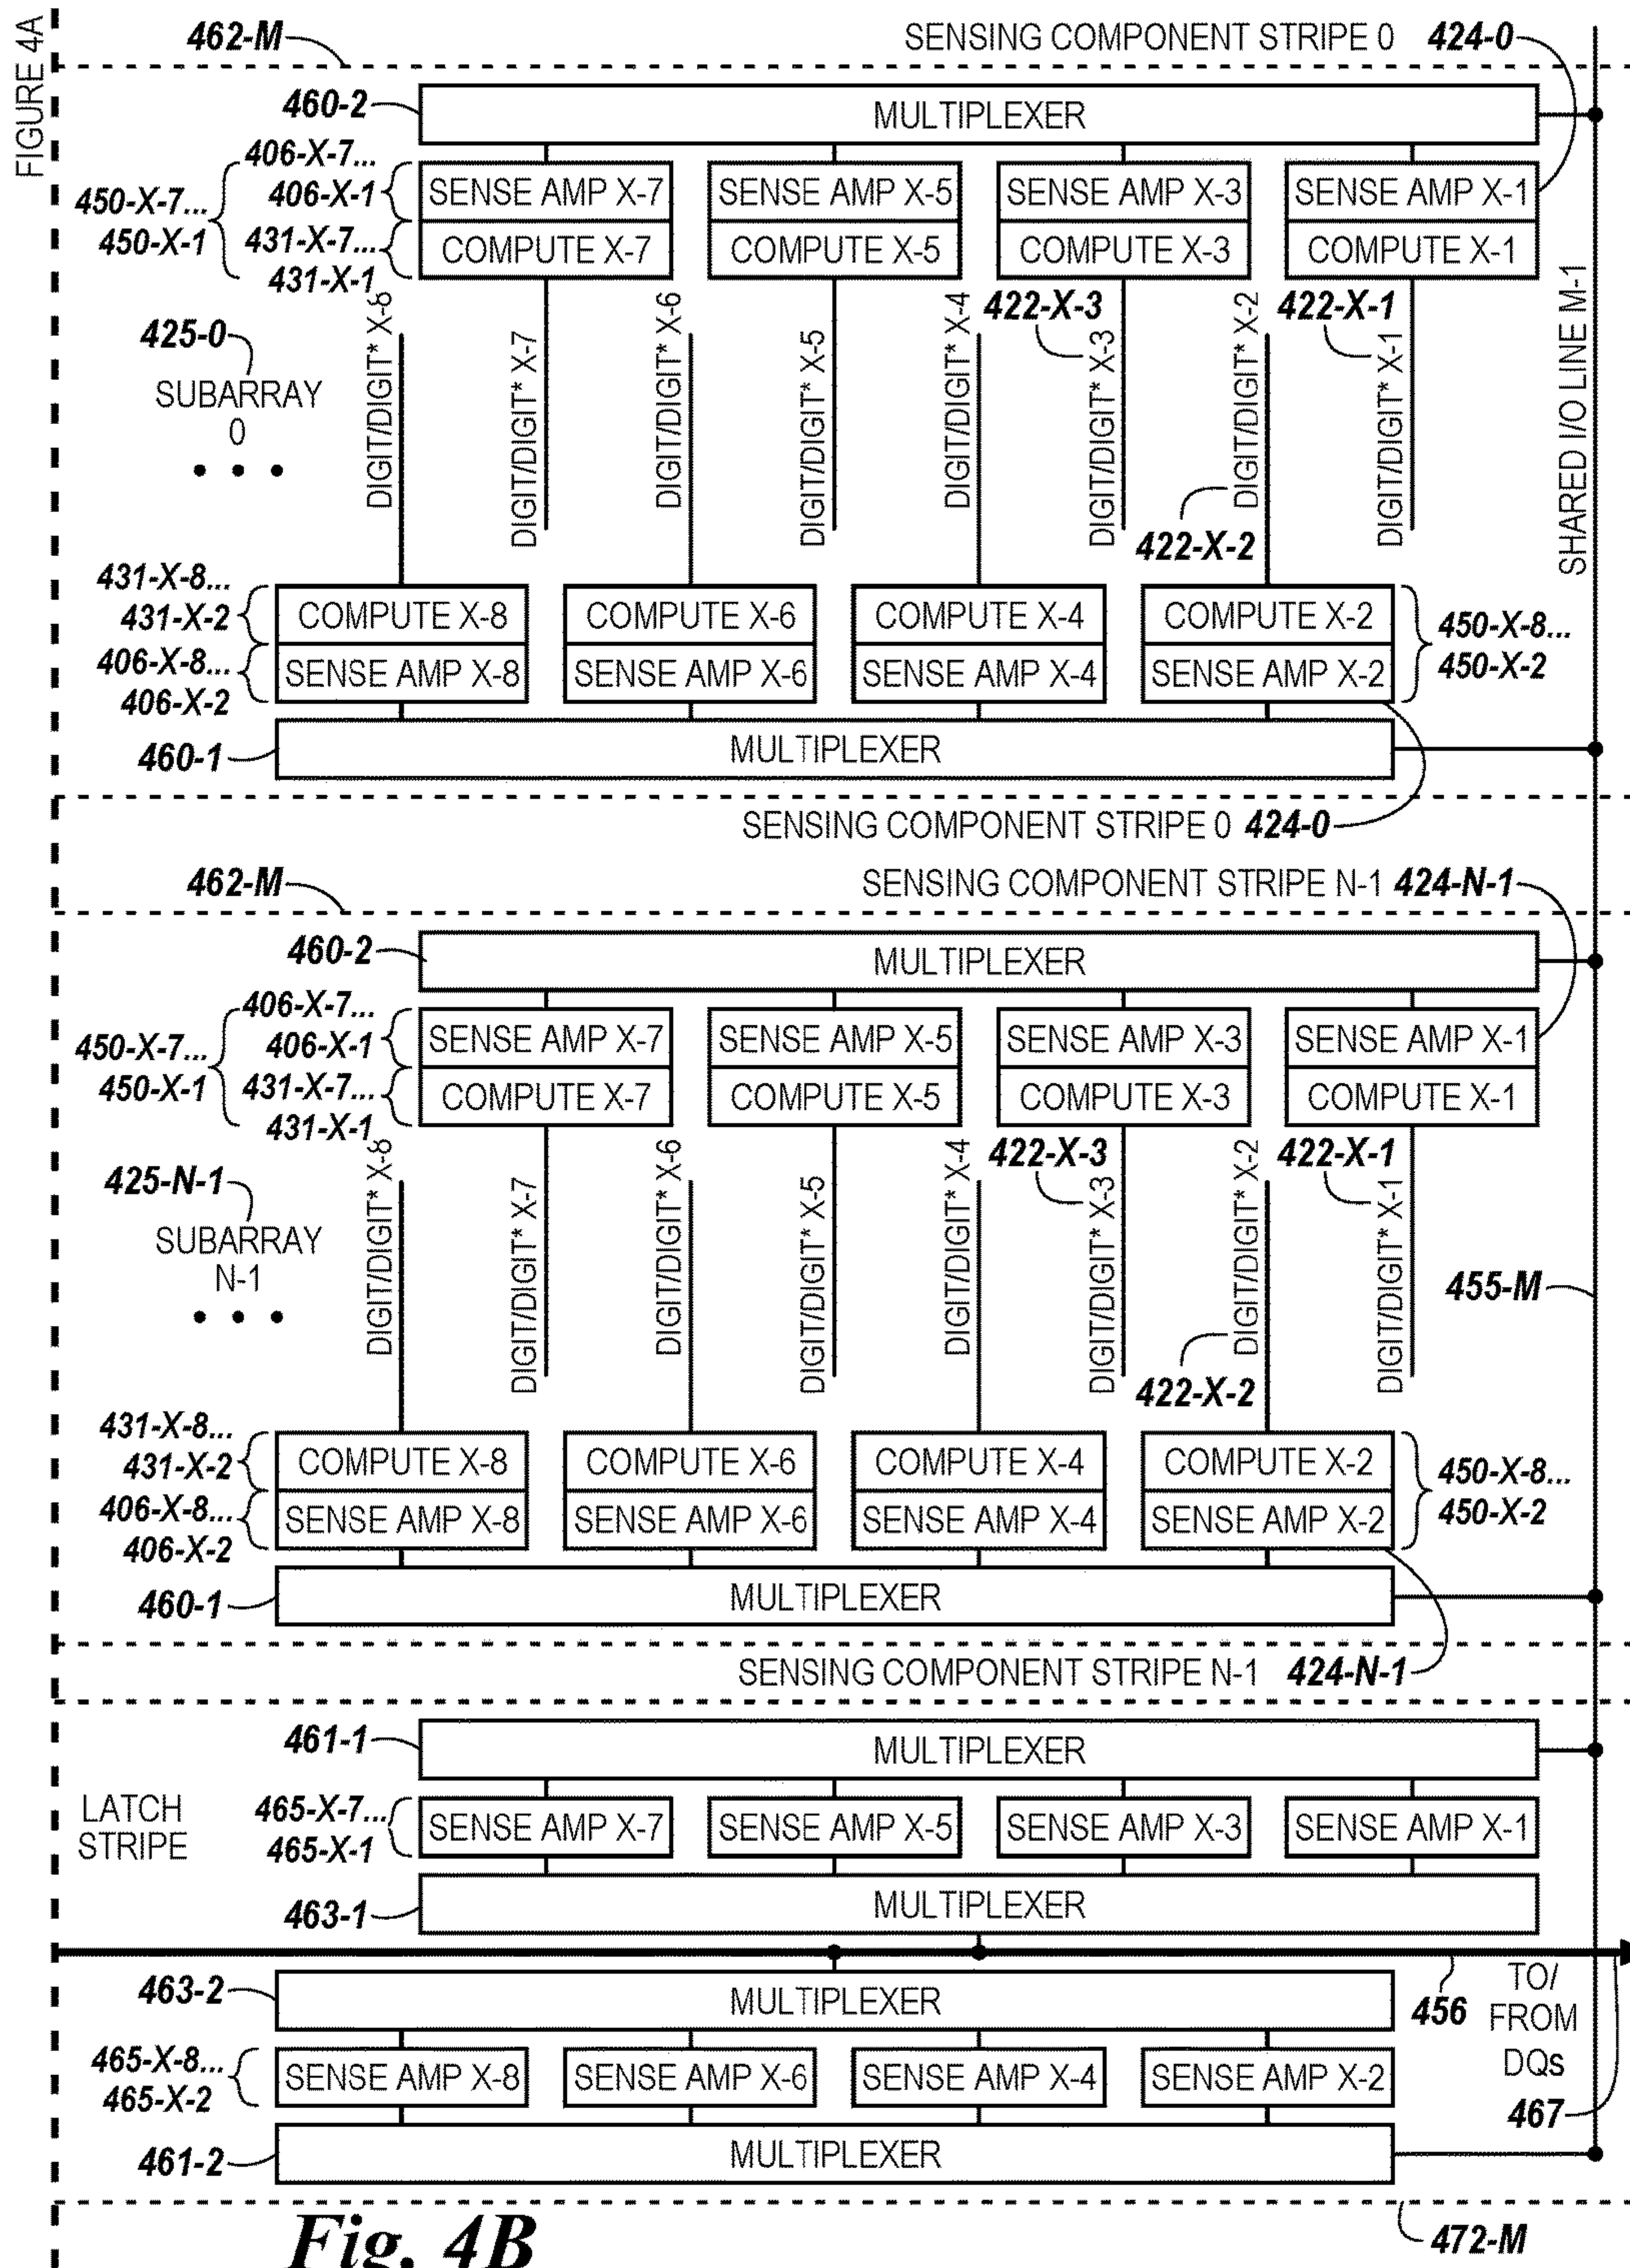 FIGURE 4A
462-M
SENSING COMPONENT STRIPE 0 424-0
460-2
MULTIPLEXER
406-X-7...
406-X-1
450-X-7...
450-X-1
431-X-7...
431-X-1
SENSE AMP X-7 SENSE AMP X-5 SENSE AMP X-3 SENSE AMP X-1
COMPUTE X-7 COMPUTE X-5 COMPUTE X-3 COMPUTE X-1
425-0
SUBARRAY
0
• • •
DIGIT/DIGIT* X-8
DIGIT/DIGIT* X-7
DIGIT/DIGIT* X-6
DIGIT/DIGIT* X-5
DIGIT/DIGIT* X-4
422-X-3
DIGIT/DIGIT* X-3
DIGIT/DIGIT* X-2
422-X-2
422-X-1
DIGIT/DIGIT* X-1
SHARED I/O LINE M-1
431-X-8...
431-X-2
406-X-8...
406-X-2
COMPUTE X-8 COMPUTE X-6 COMPUTE X-4 COMPUTE X-2
SENSE AMP X-8 SENSE AMP X-6 SENSE AMP X-4 SENSE AMP X-2
450-X-8...
450-X-2
460-1
MULTIPLEXER
SENSING COMPONENT STRIPE 0 424-0
462-M
SENSING COMPONENT STRIPE N-1 424-N-1
460-2
MULTIPLEXER
406-X-7...
406-X-1
450-X-7...
450-X-1
431-X-7...
431-X-1
SENSE AMP X-7 SENSE AMP X-5 SENSE AMP X-3 SENSE AMP X-1
COMPUTE X-7 COMPUTE X-5 COMPUTE X-3 COMPUTE X-1
425-N-1
SUBARRAY
N-1
• • •
DIGIT/DIGIT* X-8
DIGIT/DIGIT* X-7
DIGIT/DIGIT* X-6
DIGIT/DIGIT* X-5
DIGIT/DIGIT* X-4
422-X-3
DIGIT/DIGIT* X-3
DIGIT/DIGIT* X-2
422-X-2
422-X-1
DIGIT/DIGIT* X-1
455-M
431-X-8...
431-X-2
406-X-8...
406-X-2
COMPUTE X-8 COMPUTE X-6 COMPUTE X-4 COMPUTE X-2
SENSE AMP X-8 SENSE AMP X-6 SENSE AMP X-4 SENSE AMP X-2
450-X-8...
450-X-2
460-1
MULTIPLEXER
SENSING COMPONENT STRIPE N-1 424-N-1
461-1
MULTIPLEXER
LATCH
STRIPE
465-X-7...
465-X-1
SENSE AMP X-7 SENSE AMP X-5 SENSE AMP X-3 SENSE AMP X-1
463-1
MULTIPLEXER
463-2
MULTIPLEXER
456
TO/
FROM
DQs
467
465-X-8...
465-X-2
SENSE AMP X-8 SENSE AMP X-6 SENSE AMP X-4 SENSE AMP X-2
461-2
MULTIPLEXER
472-M
Fig. 4B